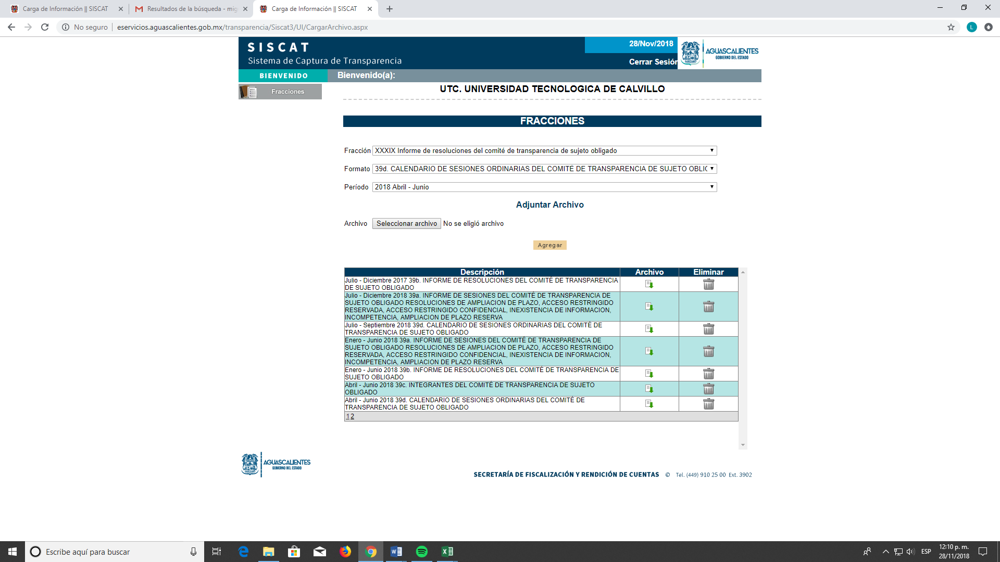 Carga de Información || SISCAT
Resultados de la búsqueda - mig
Carga de Información || SISCAT
No seguro
eservicios.aguascalientes.gob.mx/transparencia/Siscat3/UI/CargarArchivo.aspx
L
SISCAT
Sistema de Captura de Transparencia
28/Nov/2018
Cerrar Sesión
AGUASCALIENTES
GOBIERNO DEL ESTADO
BIENVENIDO
Bienvenido(a):
Fracciones
UTC. UNIVERSIDAD TECNOLOGICA DE CALVILLO
FRACCIONES
Fracción XXXIX Informe de resoluciones del comité de transparencia de sujeto obligado
Formato 39d. CALENDARIO DE SESIONES ORDINARIAS DEL COMITÉ DE TRANSPARENCIA DE SUJETO OBLIG
Período 2018 Abril - Junio
Adjuntar Archivo
Archivo Seleccionar archivo No se eligió archivo
Agregar
Descripción Archivo Eliminar
Julio - Diciembre 2017 39b. INFORME DE RESOLUCIONES DEL COMITÉ DE TRANSPARENCIA
DE SUJETO OBLIGADO
Julio - Diciembre 2018 39a. INFORME DE SESIONES DEL COMITÉ DE TRANSPARENCIA DE
SUJETO OBLIGADO RESOLUCIONES DE AMPLIACION DE PLAZO, ACCESO RESTRINGIDO
RESERVADA, ACCESO RESTRINGIDO CONFIDENCIAL, INEXISTENCIA DE INFORMACION,
INCOMPETENCIA, AMPLIACION DE PLAZO RESERVA
Julio - Septiembre 2018 39d. CALENDARIO DE SESIONES ORDINARIAS DEL COMITÉ DE
TRANSPARENCIA DE SUJETO OBLIGADO
Enero - Junio 2018 39a. INFORME DE SESIONES DEL COMITÉ DE TRANSPARENCIA DE
SUJETO OBLIGADO RESOLUCIONES DE AMPLIACION DE PLAZO, ACCESO RESTRINGIDO
RESERVADA, ACCESO RESTRINGIDO CONFIDENCIAL, INEXISTENCIA DE INFORMACION,
INCOMPETENCIA, AMPLIACION DE PLAZO RESERVA
Enero - Junio 2018 39b. INFORME DE RESOLUCIONES DEL COMITÉ DE TRANSPARENCIA DE
SUJETO OBLIGADO
Abril - Junio 2018 39c. INTEGRANTES DEL COMITÉ DE TRANSPARENCIA DE SUJETO
OBLIGADO
Abril - Junio 2018 39d. CALENDARIO DE SESIONES ORDINARIAS DEL COMITÉ DE
TRANSPARENCIA DE SUJETO OBLIGADO
1 2
AGUASCALIENTES
GOBIERNO DEL ESTADO
SECRETARÍA DE FISCALIZACIÓN Y RENDICIÓN DE CUENTAS © Tel. (449) 910 25 00 Ext. 3902
Escribe aquí para buscar
ESP
12:10 p. m.
28/11/2018